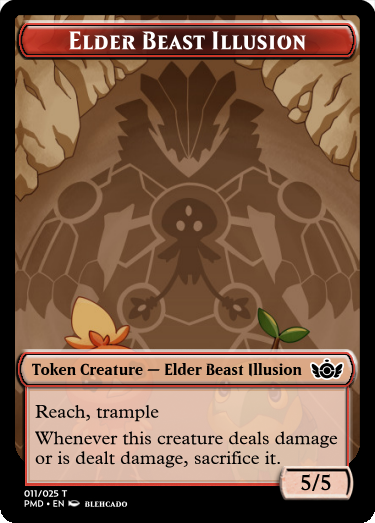 Elder Beast Illusion
Token Creature — Elder Beast Illusion
Reach, trample
Whenever this creature deals damage
or is dealt damage, sacrifice it.
5/5
011/025 T
PMD • EN BLEHCADO